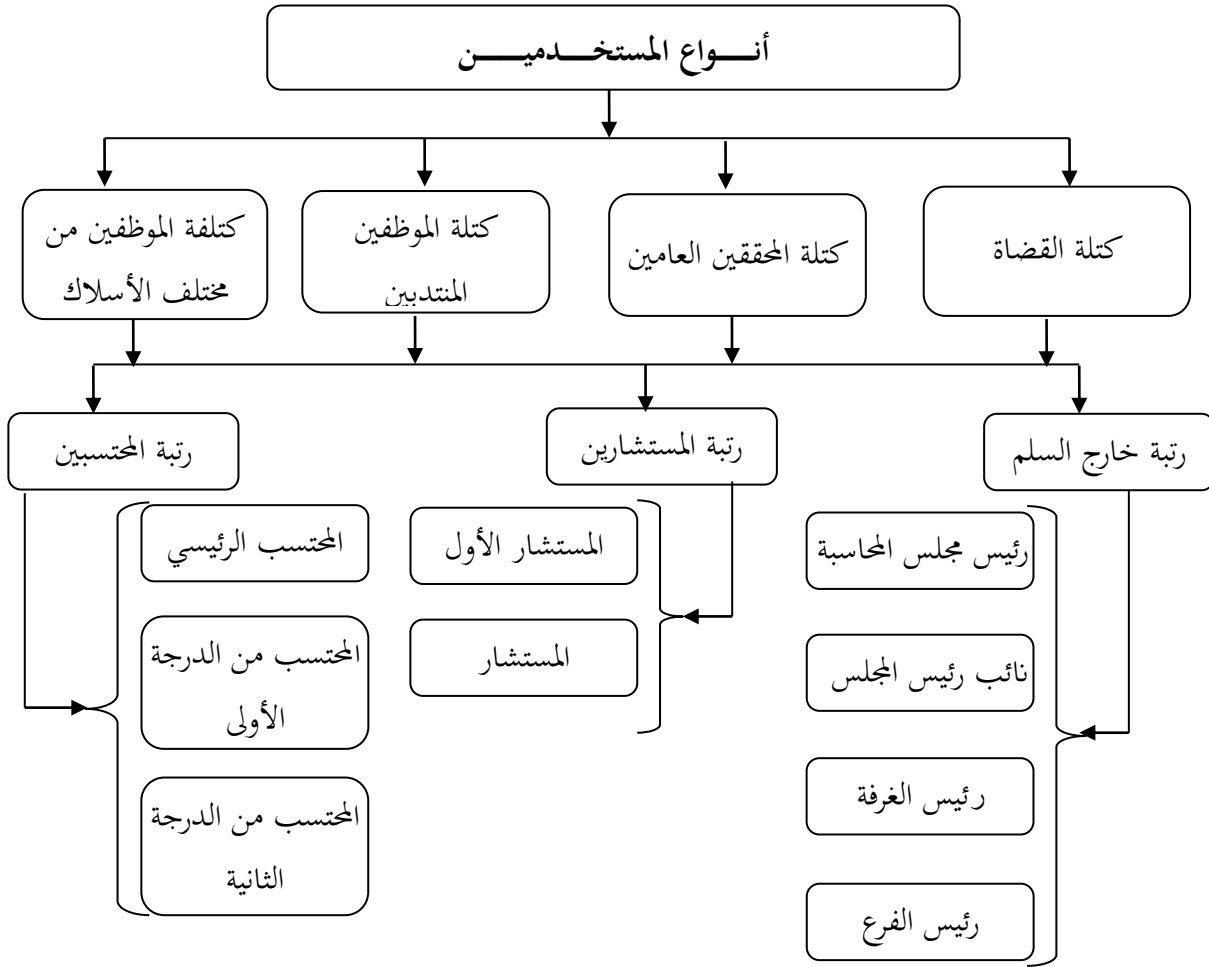 أنـــواع المستخـــدميـــــن
كتلة القضاة
كتلة المحققين العامين
كتلة الموظفين
المنتدبين
كتلفة الموظفين من
مختلف الأسلاك
رتبة خارج السلم
رتبة المستشارين
رتبة المحتسبين
رئيس مجلس المحاسبة
نائب رئيس المجلس
رئيس الغرفة
رئيس الفرع
المستشار الأول
المستشار
المحتسب الرئيسي
المحتسب من الدرجة
الأولى
المحتسب من الدرجة
الثانية